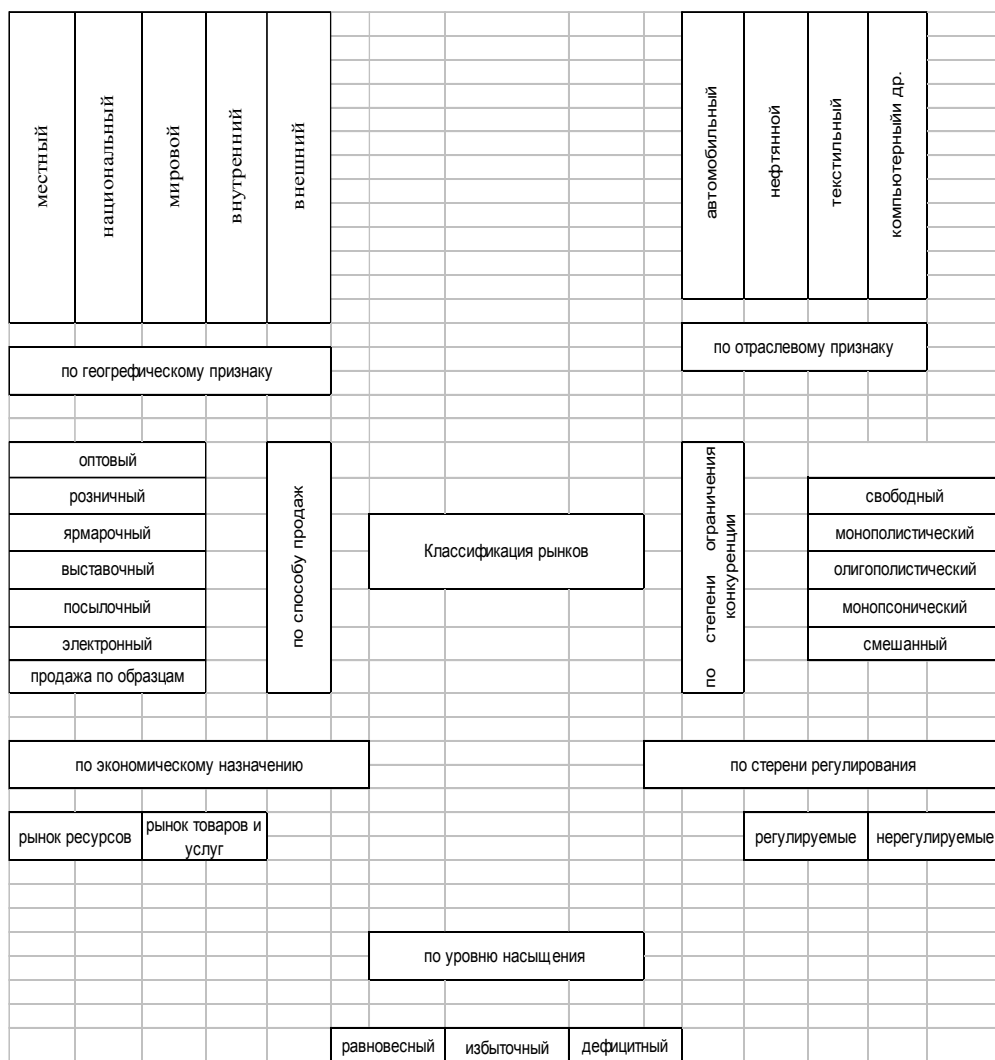 местный
национальный
мировой
внутренний
внешний
автомобильный
нефтянной
текстильный
компьютерныйи др.
по отраслевому признаку
по геогрефическому признаку
оптовый
розничный
ярмарочный
выставочный
посылочный
электронный
продажа по образцам
по способу продаж
Классификация рынков
по степени ограничения
конкуренции
свободный
монополистический
олигополистический
монопсонический
смешанный
по экономическому назначению
по стерени регулирования
рынок ресурсов
рынок товаров и
услуг
регулируемые
нерегулируемые
по уровню насыщения
равновесный
избыточный
дефицитный